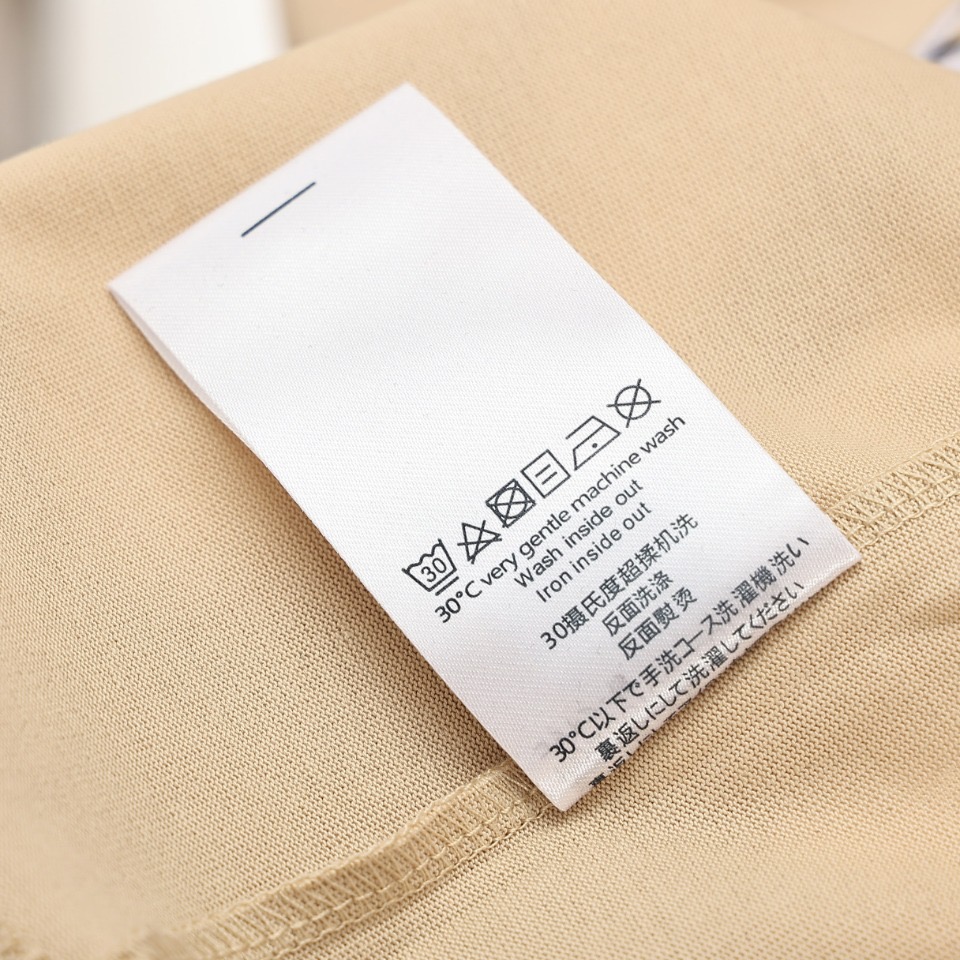 30
30°C very gentle machine wash
Wash inside out
Iron inside out
30摄氏度超揉机洗
反面洗涤
反面熨烫
30°C以下で手洗コース洗濯機洗い
裏返しにして洗濯してください